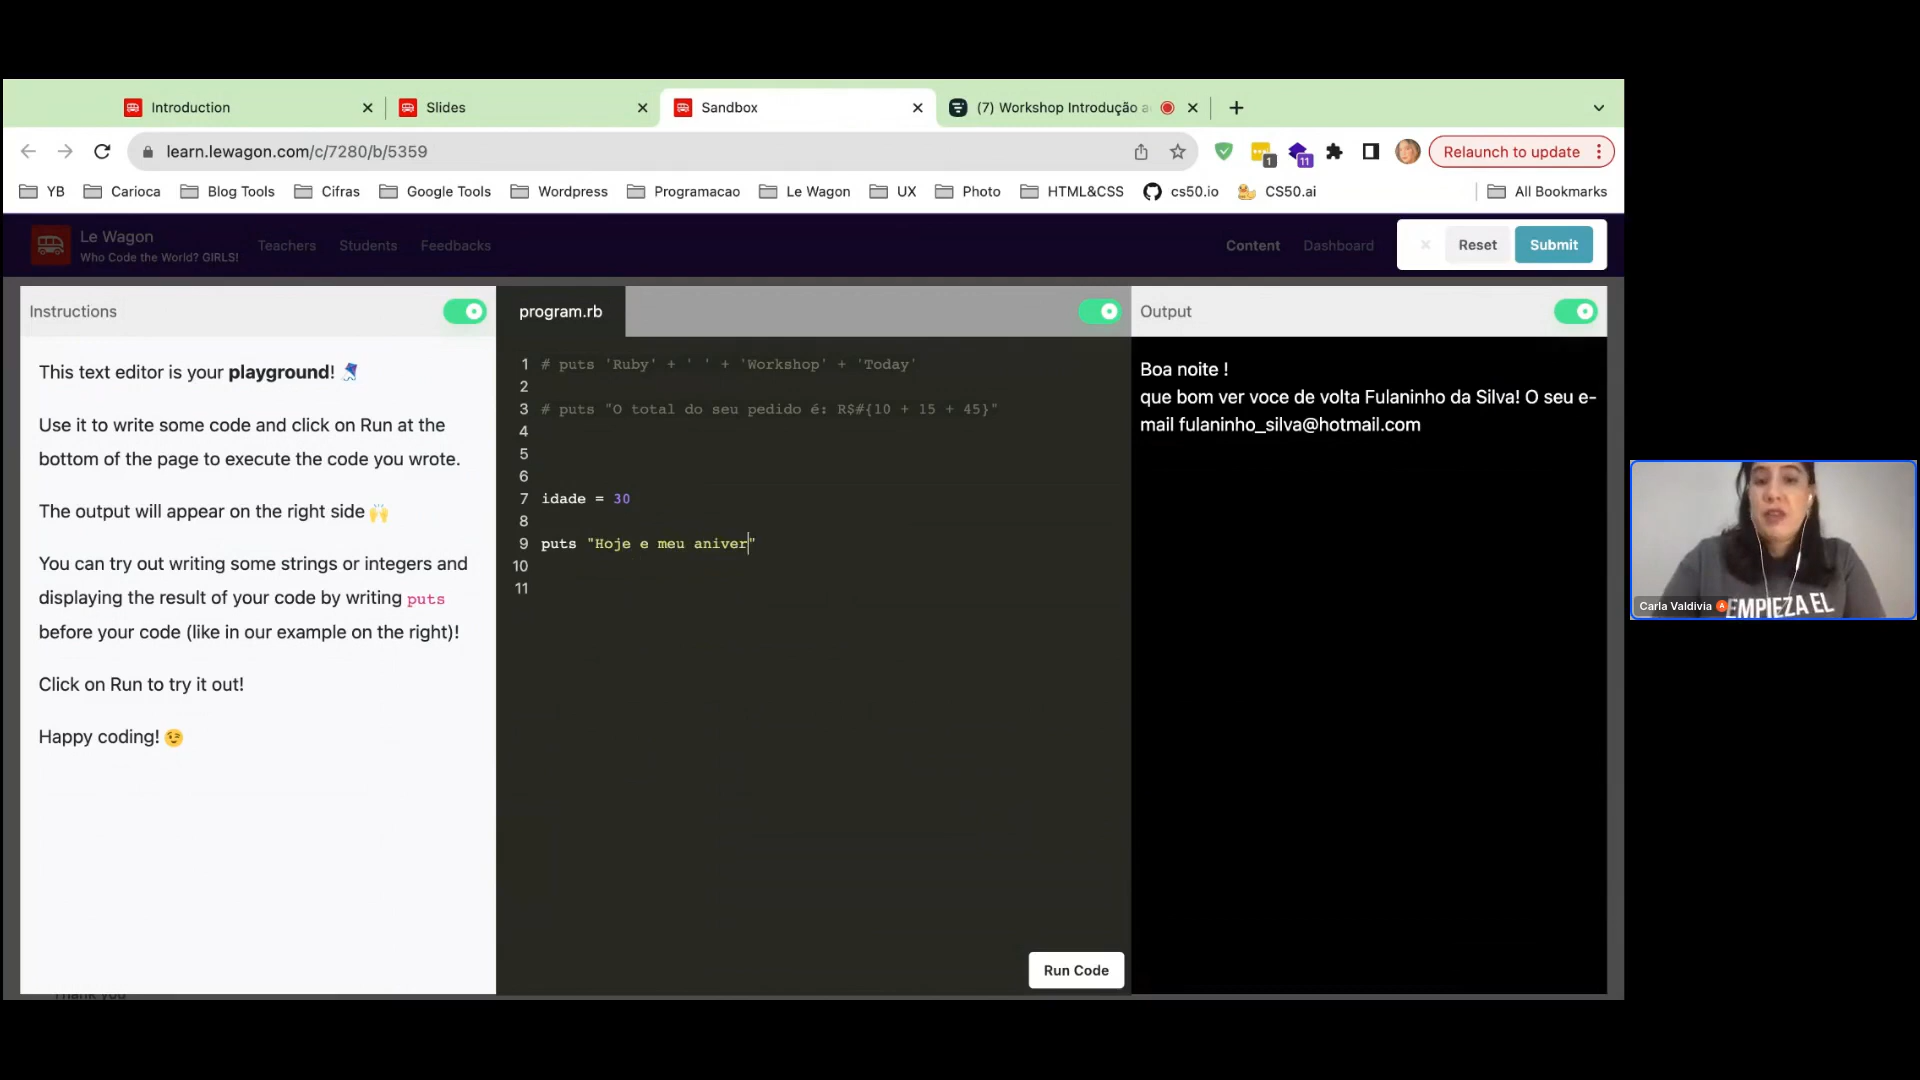 Introduction
Slides
Sandbox
(7) Workshop Introdução a
learn.lewagon.com/c/7280/b/5359
1
11
Relaunch to update
YB
Carioca
Blog Tools
Cifras
Google Tools
Wordpress
Programacao
Le Wagon
UX
Photo
HTML&CSS
cs50.io
CS50.ai
All Bookmarks
Le Wagon
Who Code the World? GIRLS!
Teachers
Students
Feedbacks
Content
Dashboard
Reset
Submit
Instructions
This text editor is your playground!
Use it to write some code and click on Run at the
bottom of the page to execute the code you wrote.
The output will appear on the right side
You can try out writing some strings or integers and
displaying the result of your code by writing puts
before your code (like in our example on the right)!
Click on Run to try it out!
Happy coding!
Thank you
program.rb
1 # puts 'Ruby' + ' ' + 'Workshop' + 'Today'
2
3 # puts "O total do seu pedido é: R$#{10 + 15 + 45}"
4
5
6
7 idade = 30
8
9 puts "Hoje e meu aniver"
10
11
Run Code
Output
Boa noite !
que bom ver voce de volta Fulaninho da Silva! O seu e-
mail fulaninho_silva@hotmail.com
EMPIEZA EL
Carla Valdivia